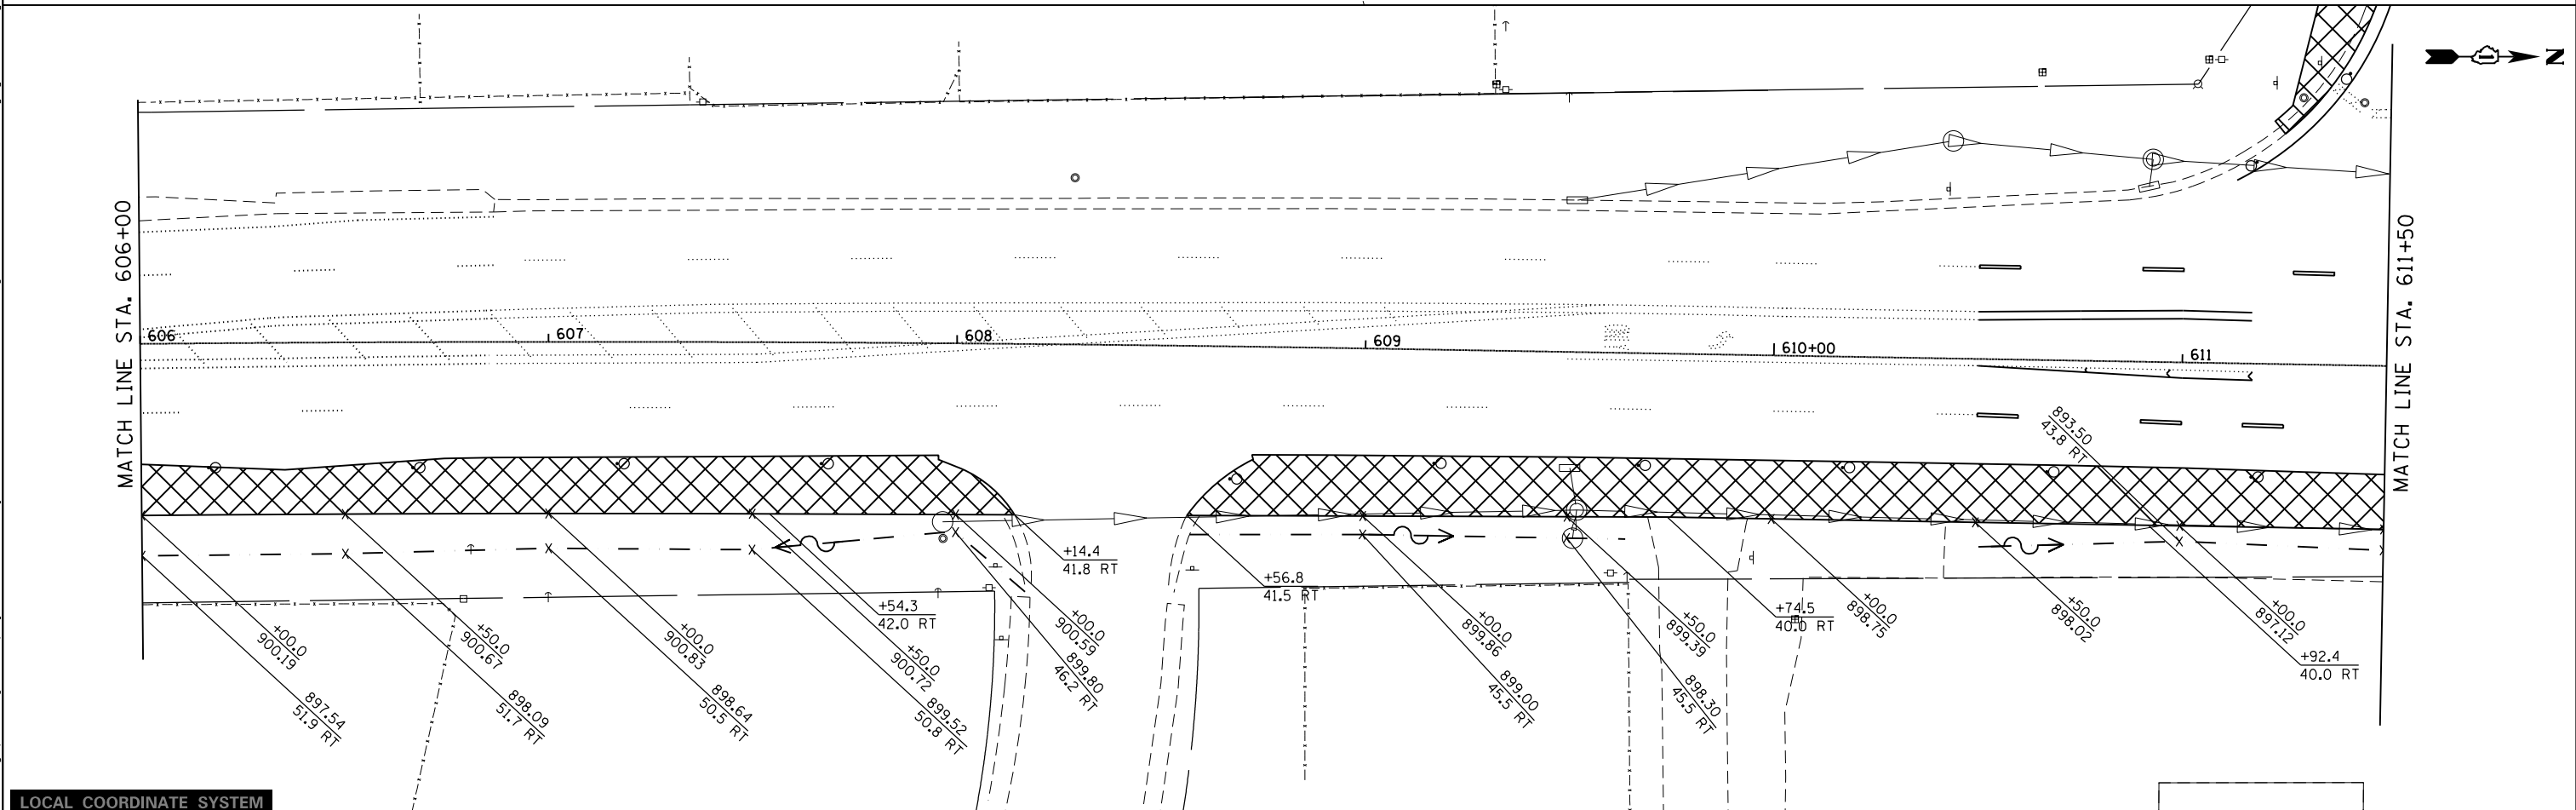 N
MATCH LINE STA. 606+00
MATCH LINE STA. 611+50
606
607
608
609
610+00
611
893.50
43.8 RT
+14.4
41.8 RT
+56.8
41.5 RT
+54.3
42.0 RT
+74.5
40.0 RT
+92.4
40.0 RT
+00.0
900.19
+50.0
900.67
+00.0
900.83
+50.0
900.72
+00.0
900.59
+00.0
899.86
+50.0
899.39
+00.0
898.75
+50.0
898.02
+00.0
897.12
897.54
51.9 RT
898.09
51.7 RT
898.64
50.5 RT
899.52
50.8 RT
899.80
46.2 RT
899.00
45.5 RT
898.30
45.5 RT
LOCAL COORDINATE SYSTEM